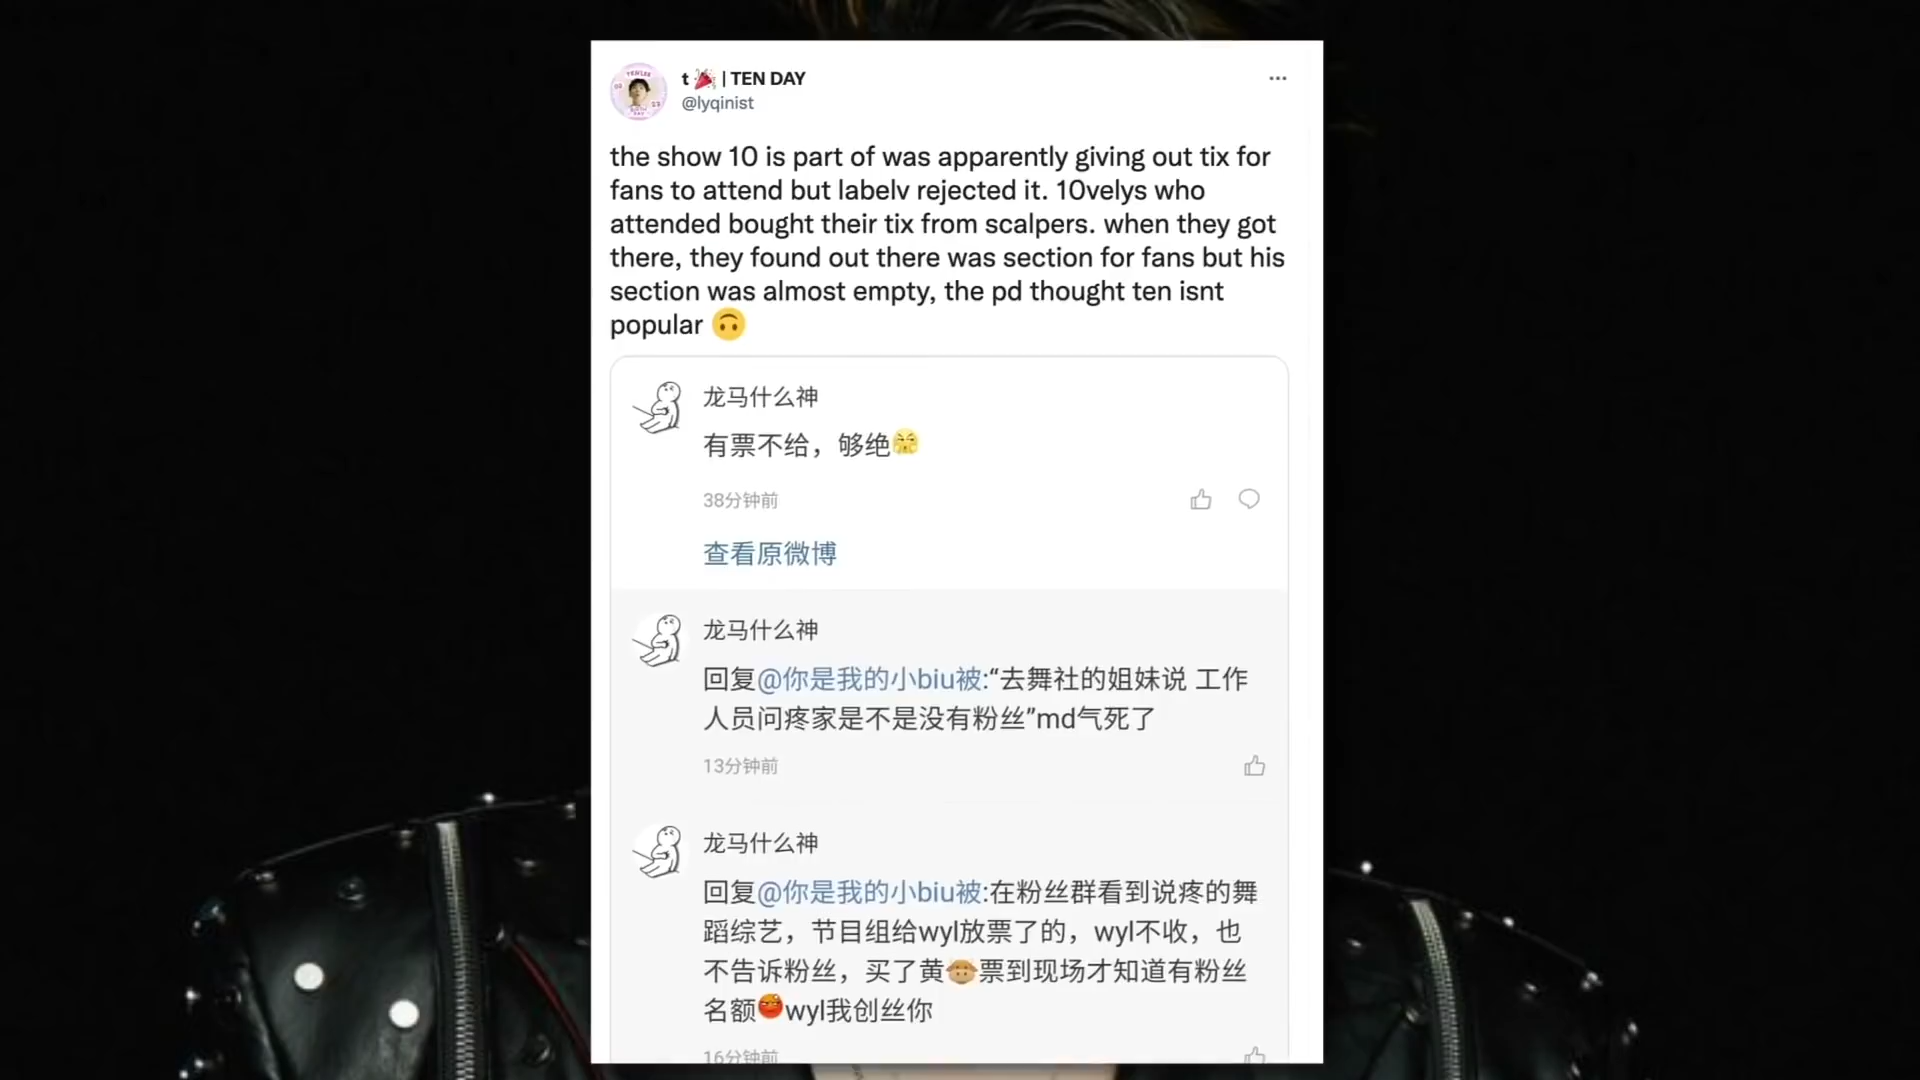 t 🎉 | TEN DAY
@lyqinist
the show 10 is part of was apparently giving out tix for
fans to attend but labelv rejected it. 10velys who
attended bought their tix from scalpers. when they got
there, they found out there was section for fans but his
section was almost empty, the pd thought ten isnt
popular 🙃
龙马什么神
有票不给，够绝😤
38分钟前
查看原微博
龙马什么神
回复@你是我的小biu被:“去舞社的姐妹说 工作
人员问疼家是不是没有粉丝”md气死了
13分钟前
龙马什么神
回复@你是我的小biu被:在粉丝群看到说疼的舞
蹈综艺，节目组给wyl放票了的，wyl不收，也
不告诉粉丝，买了黄🐮票到现场才知道有粉丝
名额😡wyl我创丝你
16分钟前